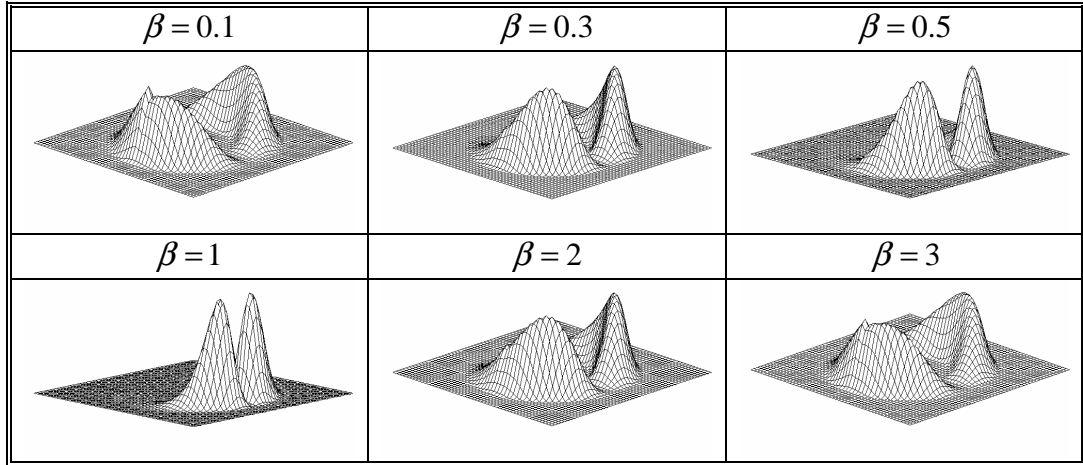 β = 0.1
β = 0.3
β = 0.5
β = 1
β = 2
β = 3